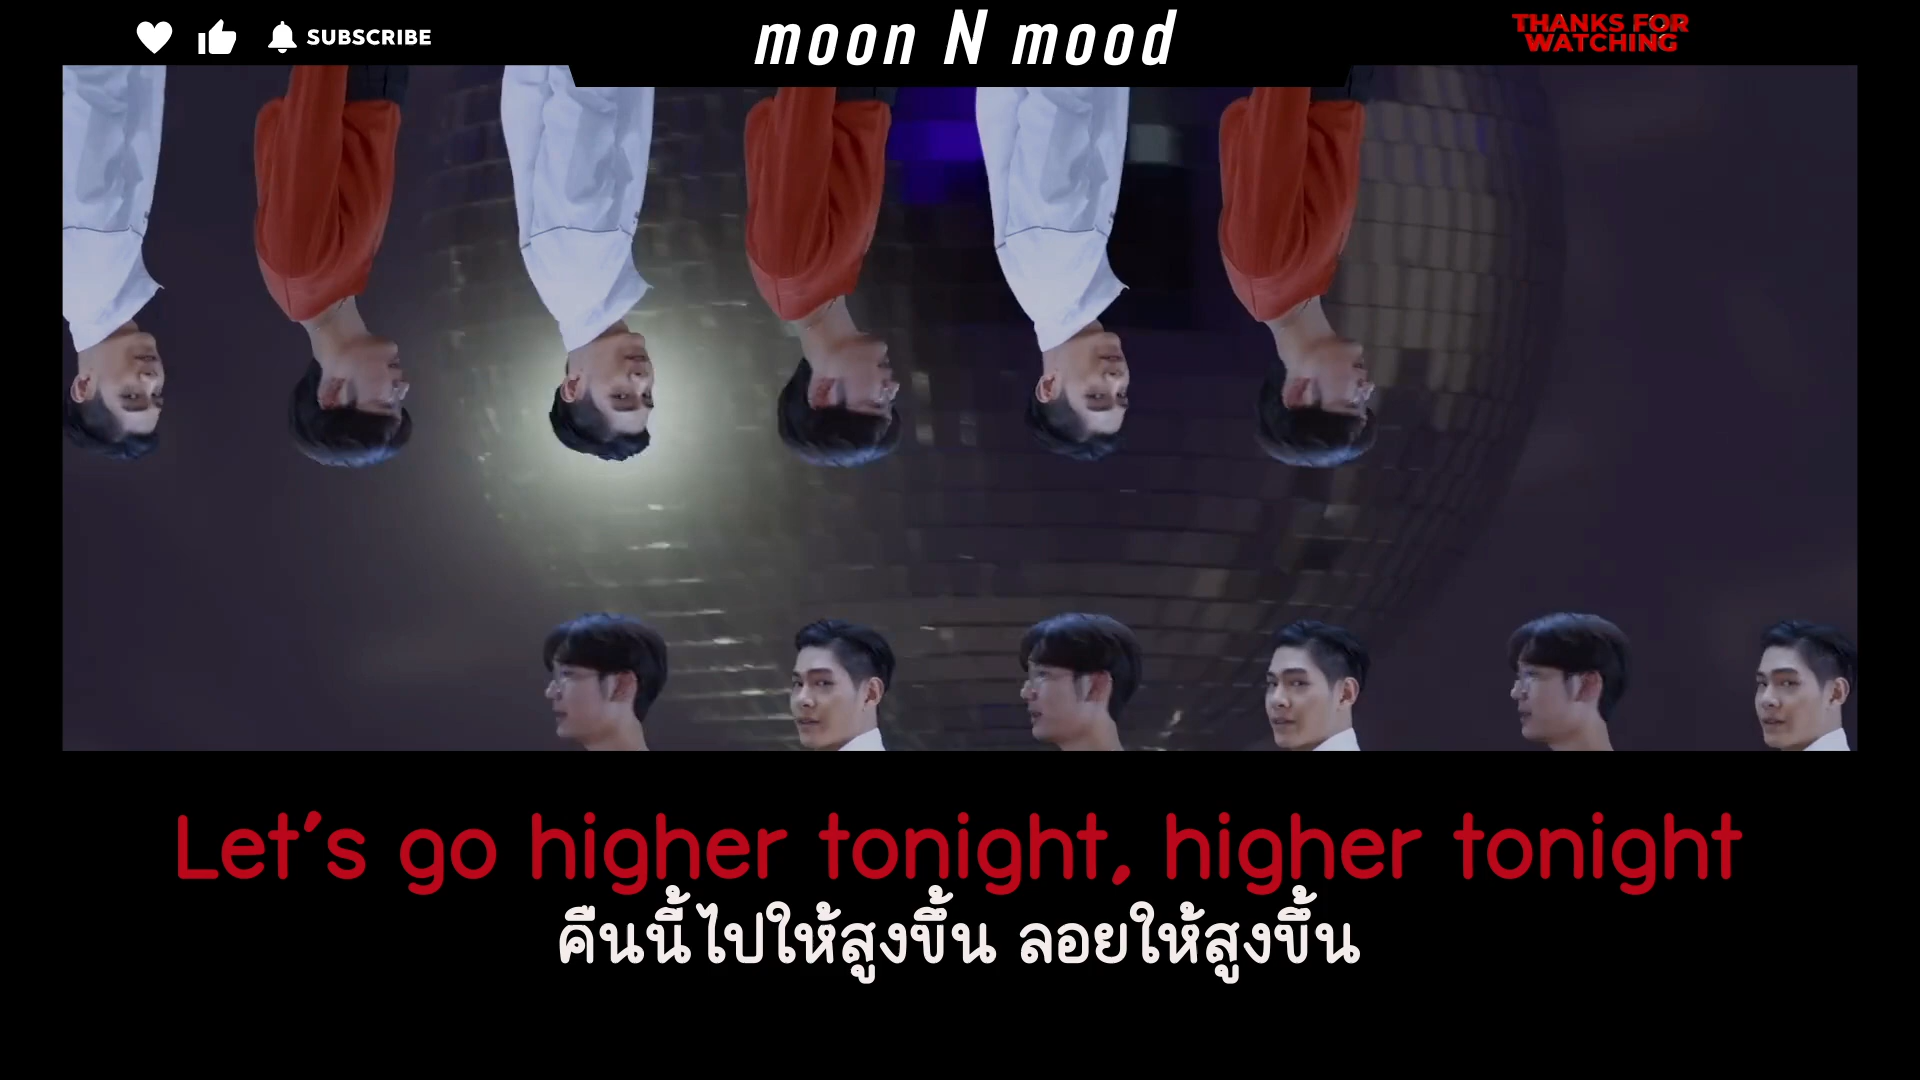 SUBSCRIBE
moon N mood
THANKS FOR
WATCHING
Let's go higher tonight, higher tonight
คืนนี้ไปให้สูงขึ้น ลอยให้สูงขึ้น